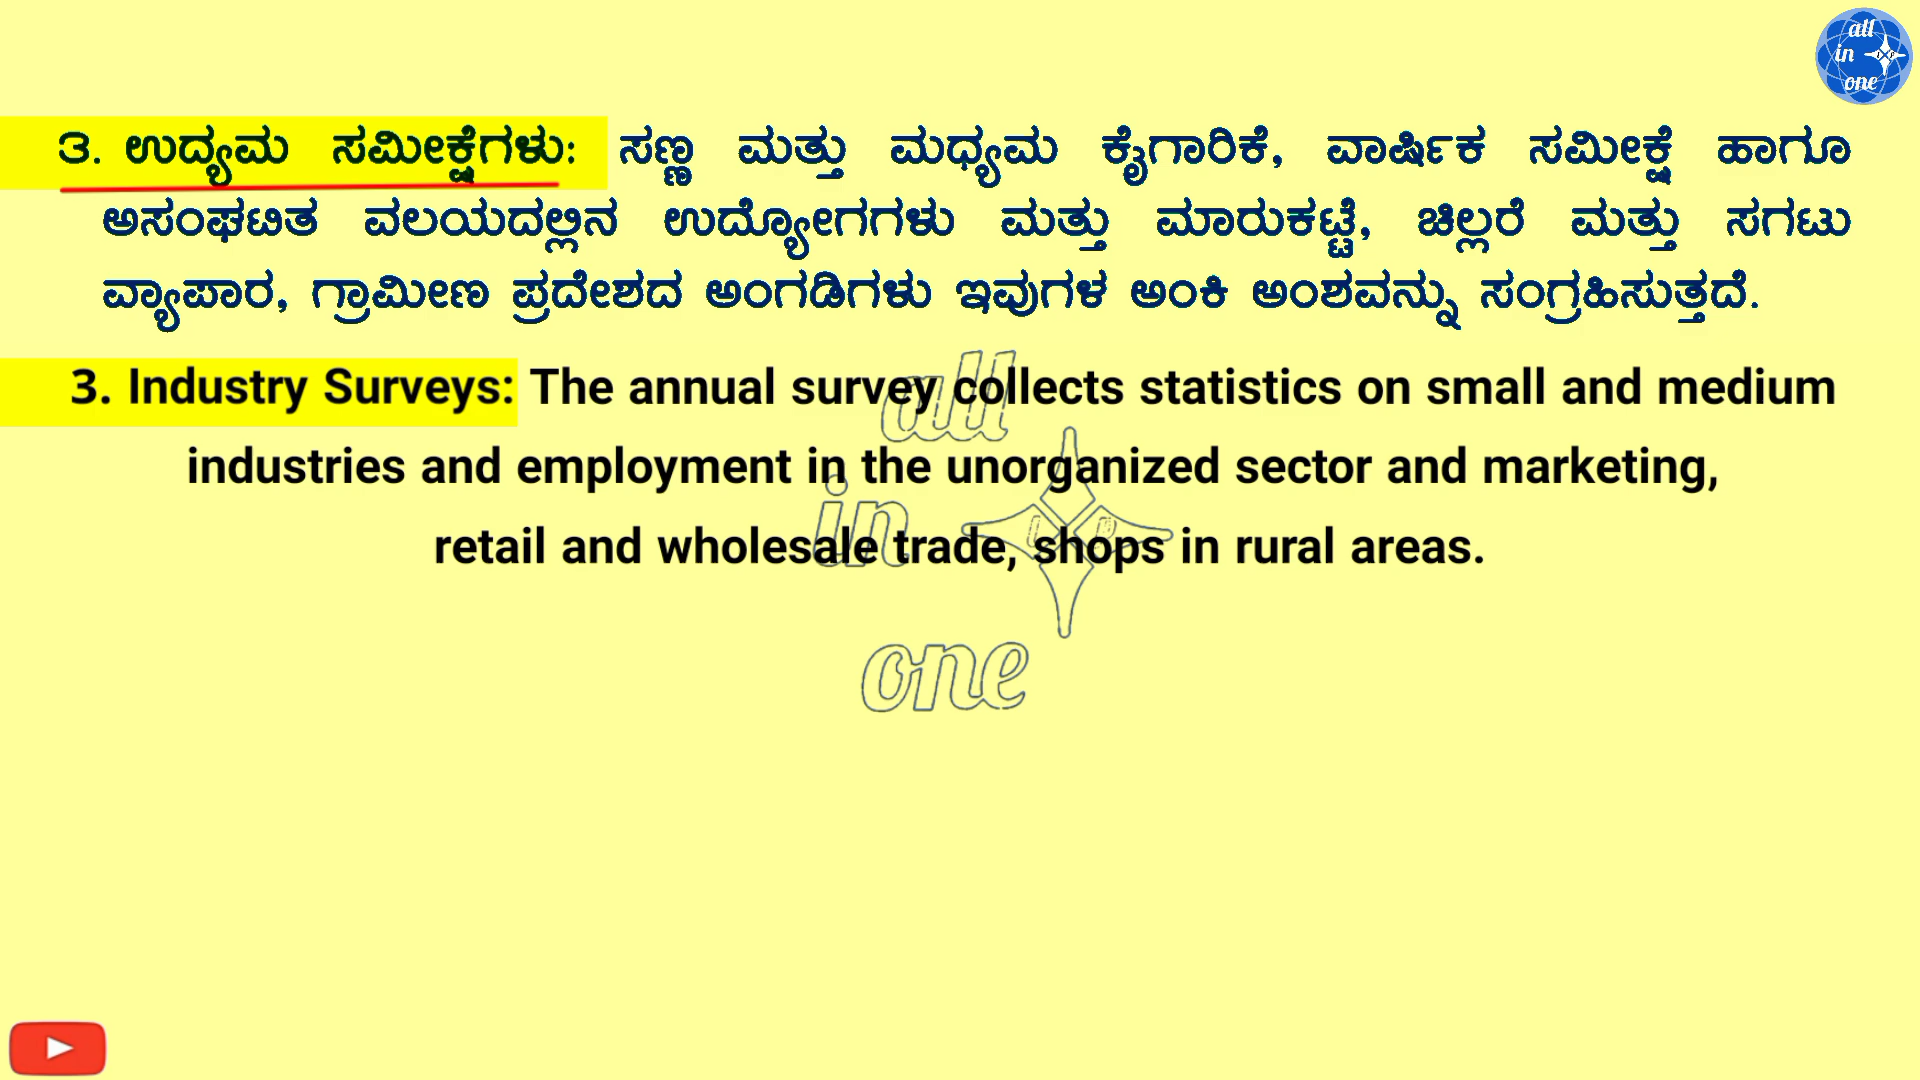 all
in
one
೩. ಉದ್ಯಮ ಸಮೀಕ್ಷೆಗಳು: ಸಣ್ಣ ಮತ್ತು ಮಧ್ಯಮ ಕೈಗಾರಿಕೆ, ವಾರ್ಷಿಕ ಸಮೀಕ್ಷೆ ಹಾಗೂ
ಅಸಂಘಟಿತ ವಲಯದಲ್ಲಿನ ಉದ್ಯೋಗಗಳು ಮತ್ತು ಮಾರುಕಟ್ಟೆ, ಚಿಲ್ಲರೆ ಮತ್ತು ಸಗಟು
ವ್ಯಾಪಾರ, ಗ್ರಾಮೀಣ ಪ್ರದೇಶದ ಅಂಗಡಿಗಳು ಇವುಗಳ ಅಂಕಿ ಅಂಶವನ್ನು ಸಂಗ್ರಹಿಸುತ್ತದೆ.
3. Industry Surveys: The annual survey collects statistics on small and medium
industries and employment in the unorganized sector and marketing,
retail and wholesale trade, shops in rural areas.
all
in
one